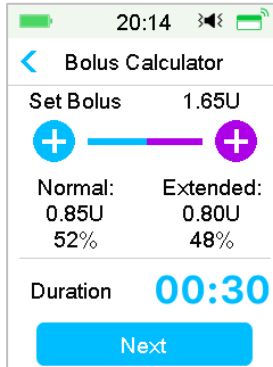 20:14
Bolus Calculator
Set Bolus 1.65U
Normal: Extended:
0.85U 0.80U
52% 48%
Duration 00:30
Next